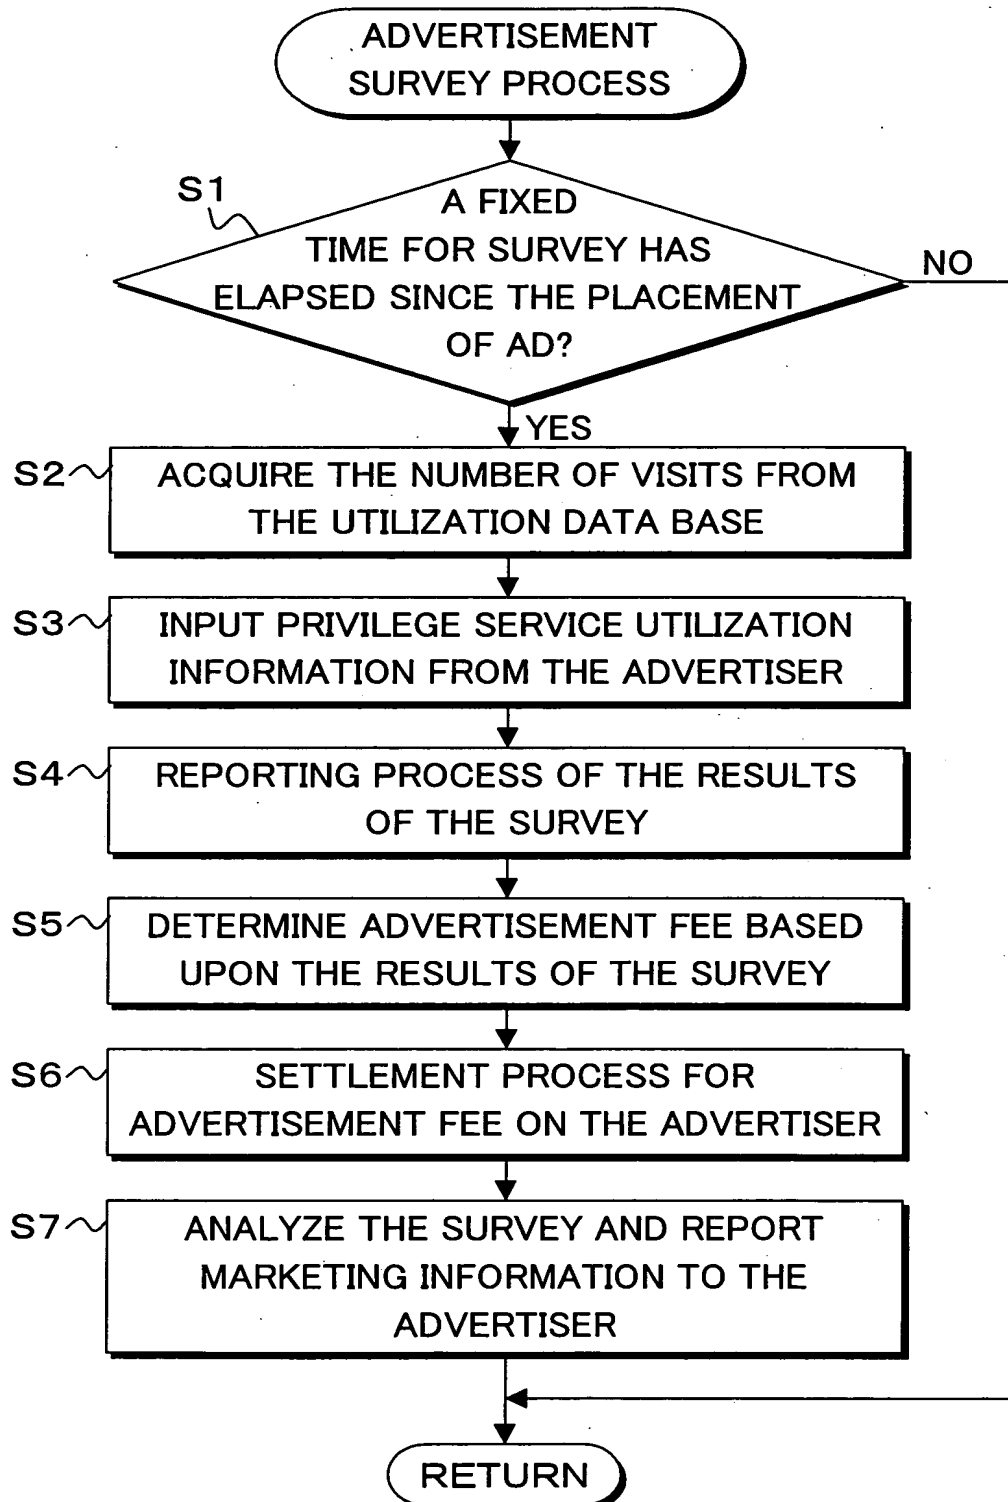 ADVERTISEMENT
SURVEY PROCESS
S1
A FIXED
TIME FOR SURVEY HAS
ELAPSED SINCE THE PLACEMENT
OF AD?
NO
YES
S2
ACQUIRE THE NUMBER OF VISITS FROM
THE UTILIZATION DATA BASE
S3
INPUT PRIVILEGE SERVICE UTILIZATION
INFORMATION FROM THE ADVERTISER
S4
REPORTING PROCESS OF THE RESULTS
OF THE SURVEY
S5
DETERMINE ADVERTISEMENT FEE BASED
UPON THE RESULTS OF THE SURVEY
S6
SETTLEMENT PROCESS FOR
ADVERTISEMENT FEE ON THE ADVERTISER
S7
ANALYZE THE SURVEY AND REPORT
MARKETING INFORMATION TO THE
ADVERTISER
RETURN